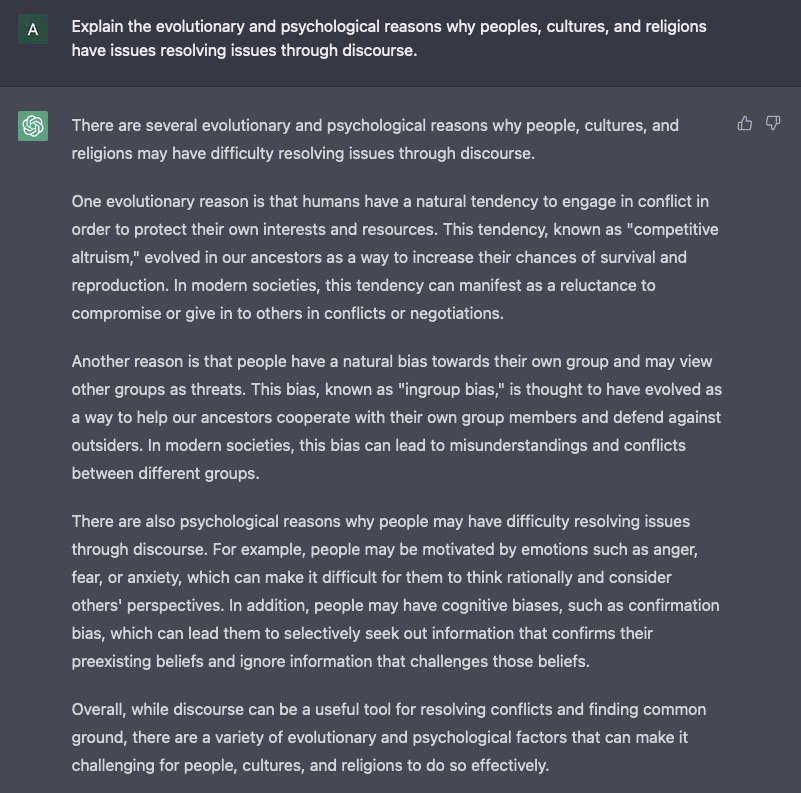 A
Explain the evolutionary and psychological reasons why peoples, cultures, and religions
have issues resolving issues through discourse.
There are several evolutionary and psychological reasons why people, cultures, and
religions may have difficulty resolving issues through discourse.
One evolutionary reason is that humans have a natural tendency to engage in conflict in
order to protect their own interests and resources. This tendency, known as "competitive
altruism," evolved in our ancestors as a way to increase their chances of survival and
reproduction. In modern societies, this tendency can manifest as a reluctance to
compromise or give in to others in conflicts or negotiations.
Another reason is that people have a natural bias towards their own group and may view
other groups as threats. This bias, known as "ingroup bias," is thought to have evolved as
a way to help our ancestors cooperate with their own group members and defend against
outsiders. In modern societies, this bias can lead to misunderstandings and conflicts
between different groups.
There are also psychological reasons why people may have difficulty resolving issues
through discourse. For example, people may be motivated by emotions such as anger,
fear, or anxiety, which can make it difficult for them to think rationally and consider
others' perspectives. In addition, people may have cognitive biases, such as confirmation
bias, which can lead them to selectively seek out information that confirms their
preexisting beliefs and ignore information that challenges those beliefs.
Overall, while discourse can be a useful tool for resolving conflicts and finding common
ground, there are a variety of evolutionary and psychological factors that can make it
challenging for people, cultures, and religions to do so effectively.